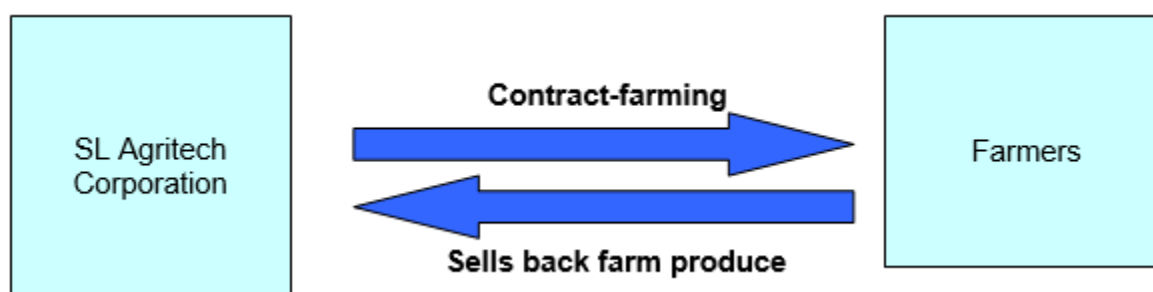 Contract-farming
SL Agritech
Corporation
Farmers
Sells back farm produce